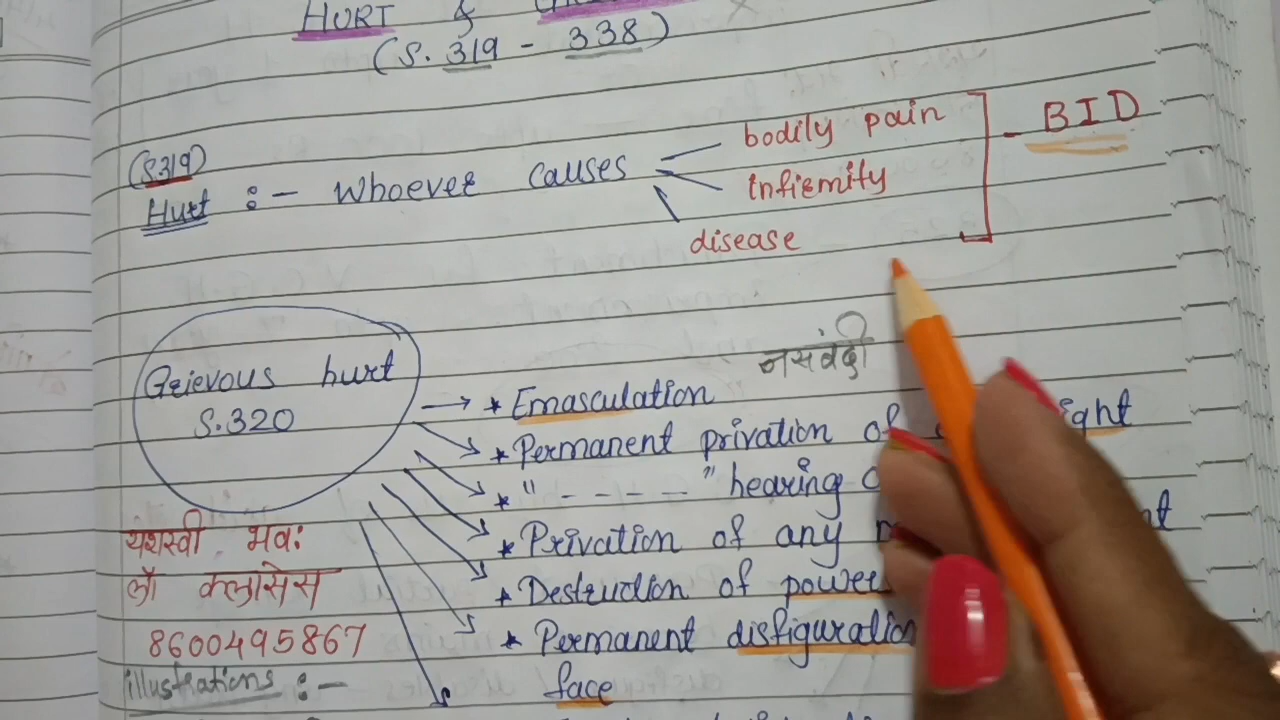 HURT &
(S. 319 - 338)
(S319)
Hurt :- Whoever causes
bodily pain
Infirmity
disease
- BID
Grievous hurt
S.320
नसबंदी
→ * Emasculation
* Permanent privation of
* " - - - - " hearing
* Privation of any
* Destruction of power
* Permanent disfiguration
face
यशस्वी भवः
लॉ क्लासेस
8600495867
illustrations :-